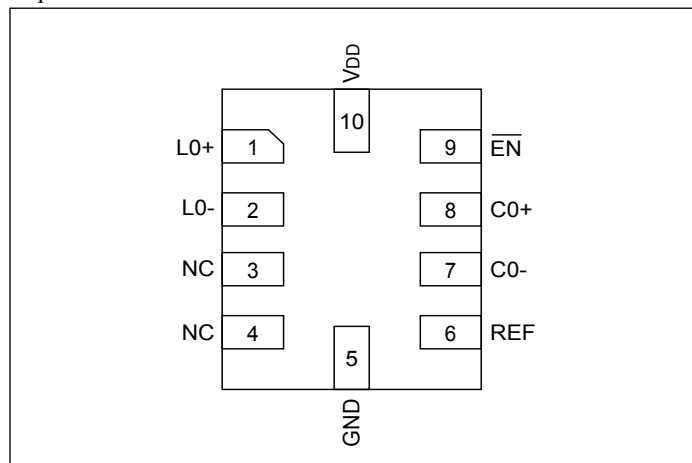 VDD
10
L0+ 1 9 E̅N̅
L0- 2 8 C0+
NC 3 7 C0-
NC 4 6 REF
5
GND